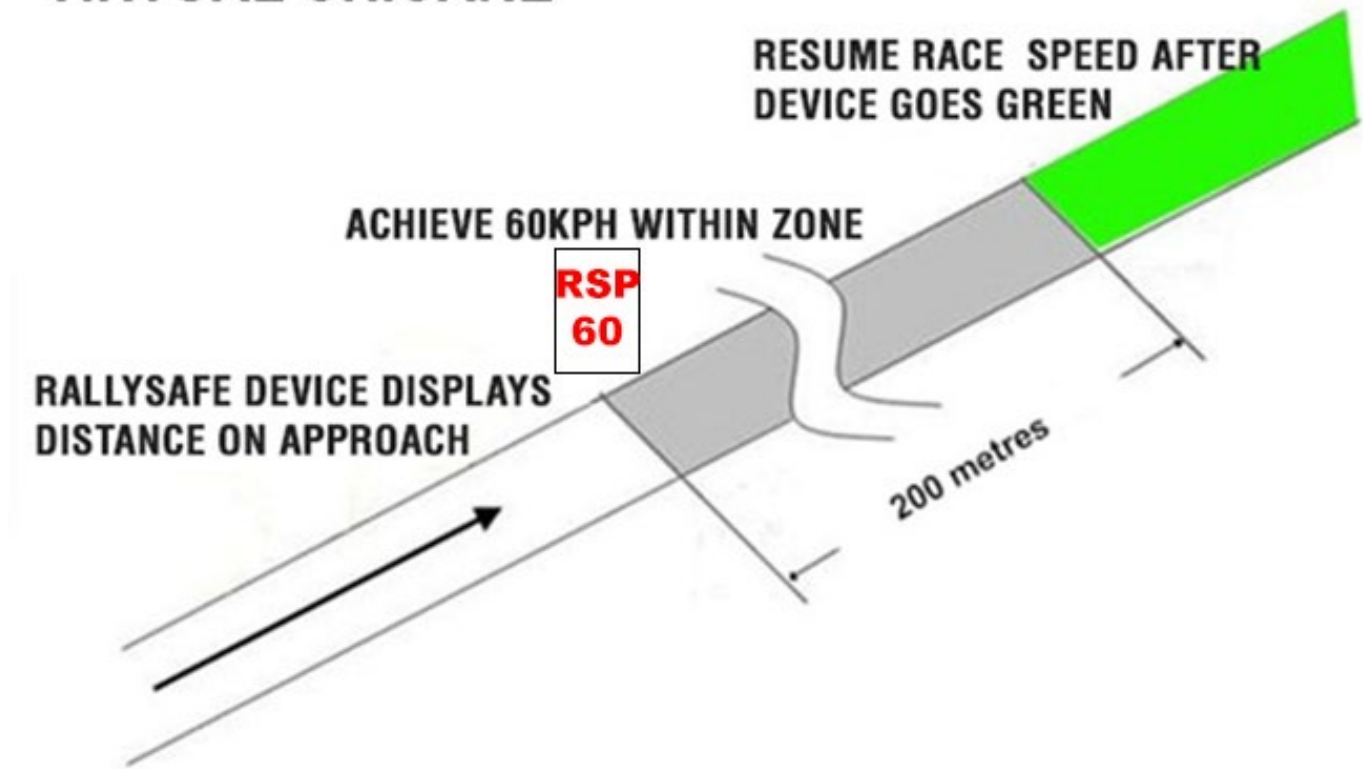 RESUME RACE SPEED AFTER
DEVICE GOES GREEN
ACHIEVE 60KPH WITHIN ZONE
RSP
60
RALLYSAFE DEVICE DISPLAYS
DISTANCE ON APPROACH
200 metres